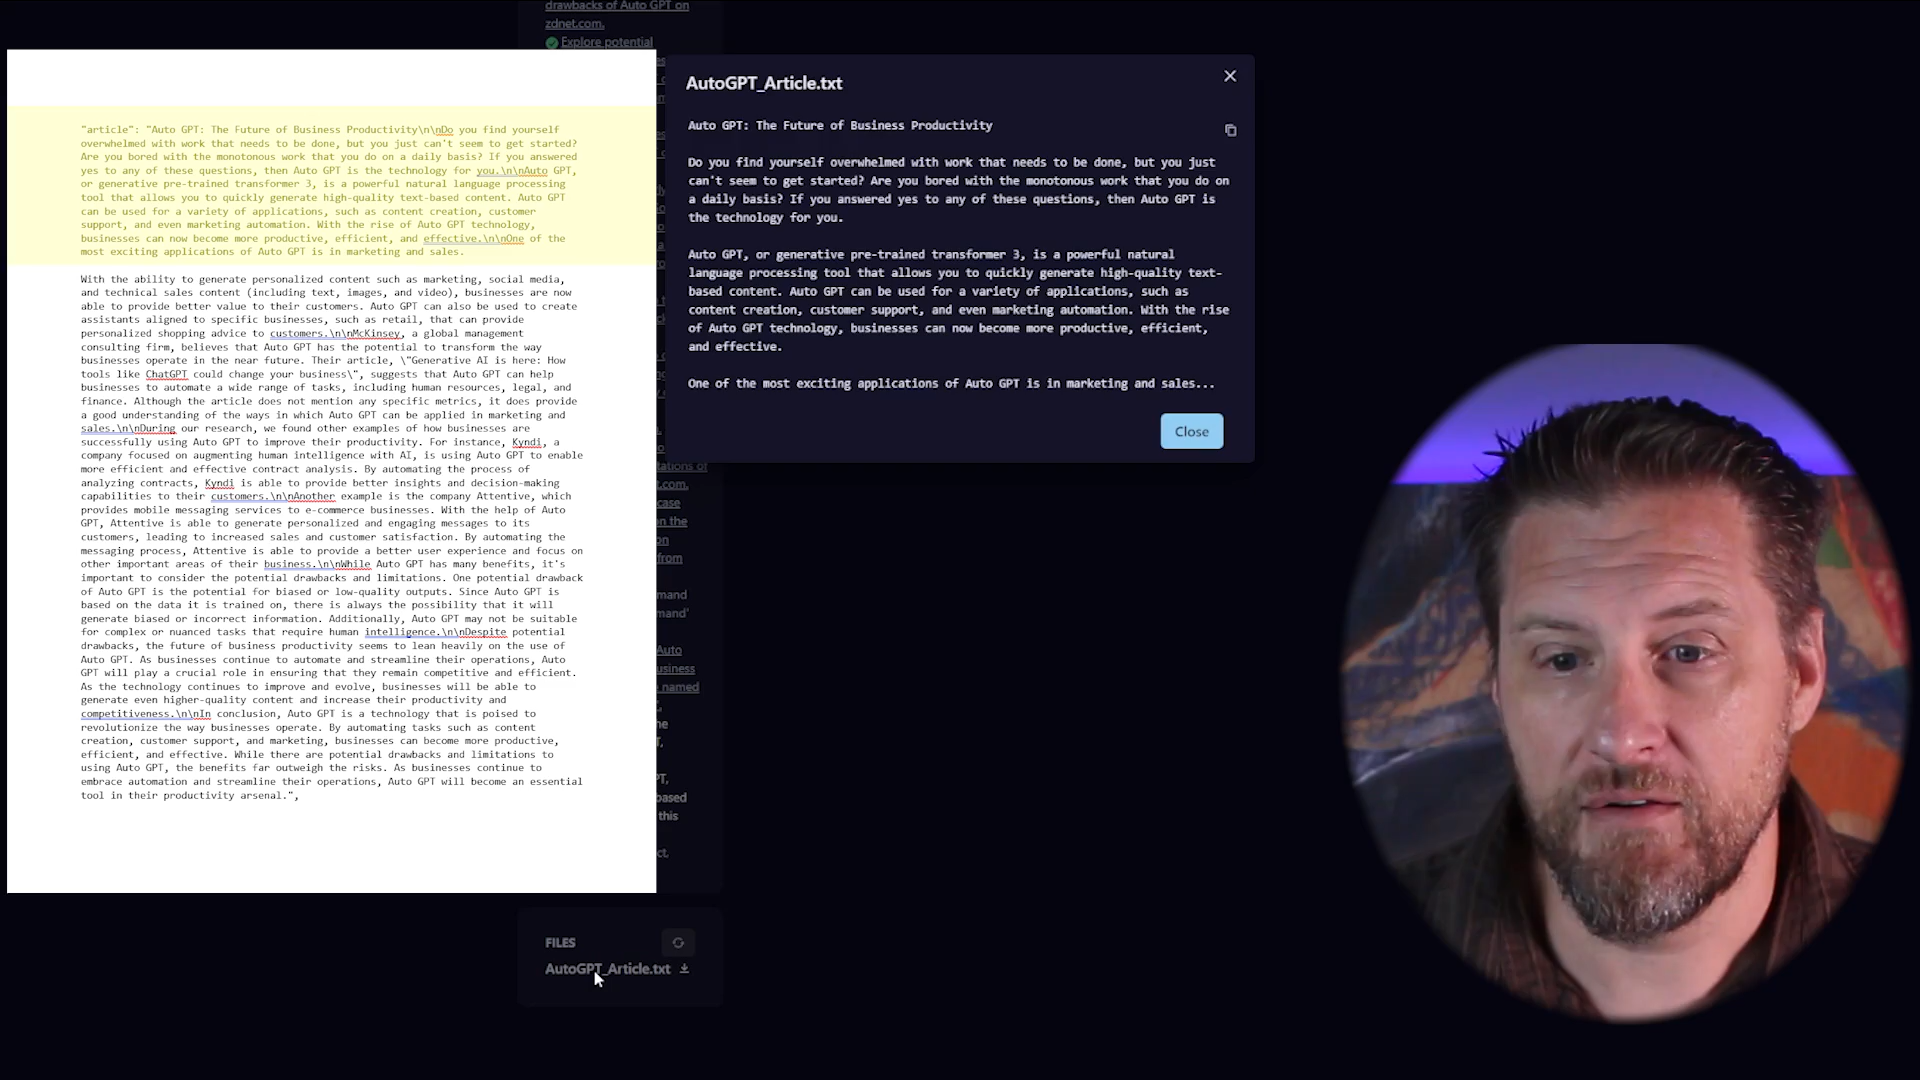 drawbacks of Auto GPT on
zdnet.com.
Explore potential
"article": "Auto GPT: The Future of Business Productivity\n\nDo you find yourself
overwhelmed with work that needs to be done, but you just can't seem to get started?
Are you bored with the monotonous work that you do on a daily basis? If you answered
yes to any of these questions, then Auto GPT is the technology for you.\n\nAuto GPT,
or generative pre-trained transformer 3, is a powerful natural language processing
tool that allows you to quickly generate high-quality text-based content. Auto GPT
can be used for a variety of applications, such as content creation, customer
support, and even marketing automation. With the rise of Auto GPT technology,
businesses can now become more productive, efficient, and effective.\n\nOne of the
most exciting applications of Auto GPT is in marketing and sales.
With the ability to generate personalized content such as marketing, social media,
and technical sales content (including text, images, and video), businesses are now
able to provide better value to their customers. Auto GPT can also be used to create
assistants aligned to specific businesses, such as retail, that can provide
personalized shopping advice to customers.\n\nMcKinsey, a global management
consulting firm, believes that Auto GPT has the potential to transform the way
businesses operate in the near future. Their article, \"Generative AI is here: How
tools like ChatGPT could change your business\", suggests that Auto GPT can help
businesses to automate a wide range of tasks, including human resources, legal, and
finance. Although the article does not mention any specific metrics, it does provide
a good understanding of the ways in which Auto GPT can be applied in marketing and
sales.\n\nDuring our research, we found other examples of how businesses are
successfully using Auto GPT to improve their productivity. For instance, Kyndi, a
company focused on augmenting human intelligence with AI, is using Auto GPT to enable
more efficient and effective contract analysis. By automating the process of
analyzing contracts, Kyndi is able to provide better insights and decision-making
capabilities to their customers.\n\nAnother example is the company Attentive, which
provides mobile messaging services to e-commerce businesses. With the help of Auto
GPT, Attentive is able to generate personalized and engaging messages to its
customers, leading to increased sales and customer satisfaction. By automating the
messaging process, Attentive is able to provide a better user experience and focus on
other important areas of their business.\n\nWhile Auto GPT has many benefits, it's
important to consider the potential drawbacks and limitations. One potential drawback
of Auto GPT is the potential for biased or low-quality outputs. Since Auto GPT is
based on the data it is trained on, there is always the possibility that it will
generate biased or incorrect information. Additionally, Auto GPT may not be suitable
for complex or nuanced tasks that require human intelligence.\n\nDespite potential
drawbacks, the future of business productivity seems to lean heavily on the use of
Auto GPT. As businesses continue to automate and streamline their operations, Auto
GPT will play a crucial role in ensuring that they remain competitive and efficient.
As the technology continues to improve and evolve, businesses will be able to
generate even higher-quality content and increase their productivity and
competitiveness.\n\nIn conclusion, Auto GPT is a technology that is poised to
revolutionize the way businesses operate. By automating tasks such as content
creation, customer support, and marketing, businesses can become more productive,
efficient, and effective. While there are potential drawbacks and limitations to
using Auto GPT, the benefits far outweigh the risks. As businesses continue to
embrace automation and streamline their operations, Auto GPT will become an essential
tool in their productivity arsenal.",
AutoGPT_Article.txt
Auto GPT: The Future of Business Productivity
Do you find yourself overwhelmed with work that needs to be done, but you just
can't seem to get started? Are you bored with the monotonous work that you do on
a daily basis? If you answered yes to any of these questions, then Auto GPT is
the technology for you.
Auto GPT, or generative pre-trained transformer 3, is a powerful natural
language processing tool that allows you to quickly generate high-quality text-
based content. Auto GPT can be used for a variety of applications, such as
content creation, customer support, and even marketing automation. With the rise
of Auto GPT technology, businesses can now become more productive, efficient,
and effective.
One of the most exciting applications of Auto GPT is in marketing and sales...
Close
case
on the
on
from
Auto
named
based
this
FILES
AutoGPT_Article.txt